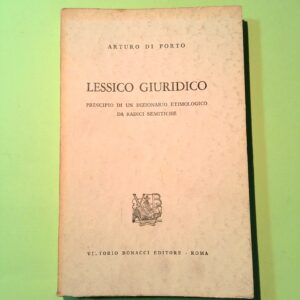 ARTURO DI PORTO
LESSICO GIURIDICO
PRINCIPIO DI UN DIZIONARIO ETIMOLOGICO
DA RADICI SEMITICHE
VITTORIO BONACCI EDITORE - ROMA